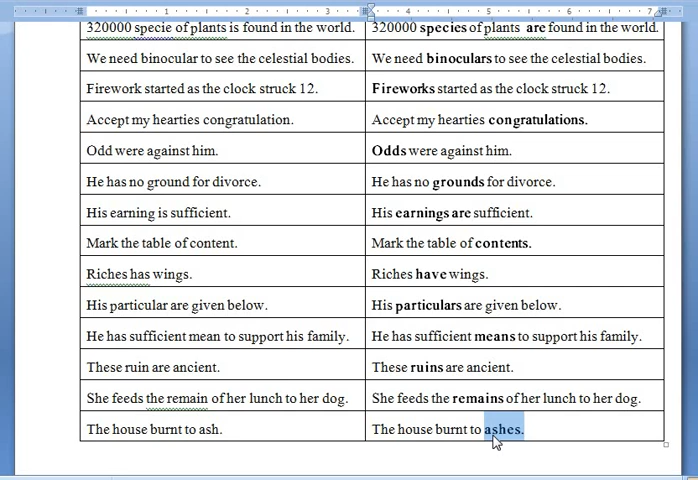 320000 specie of plants is found in the world. 320000 species of plants are found in the world.
We need binocular to see the celestial bodies. We need binoculars to see the celestial bodies.
Firework started as the clock struck 12. Fireworks started as the clock struck 12.
Accept my hearties congratulation. Accept my hearties congratulations.
Odd were against him. Odds were against him.
He has no ground for divorce. He has no grounds for divorce.
His earning is sufficient. His earnings are sufficient.
Mark the table of content. Mark the table of contents.
Riches has wings. Riches have wings.
His particular are given below. His particulars are given below.
He has sufficient mean to support his family. He has sufficient means to support his family.
These ruin are ancient. These ruins are ancient.
She feeds the remain of her lunch to her dog. She feeds the remains of her lunch to her dog.
The house burnt to ash. The house burnt to ashes.